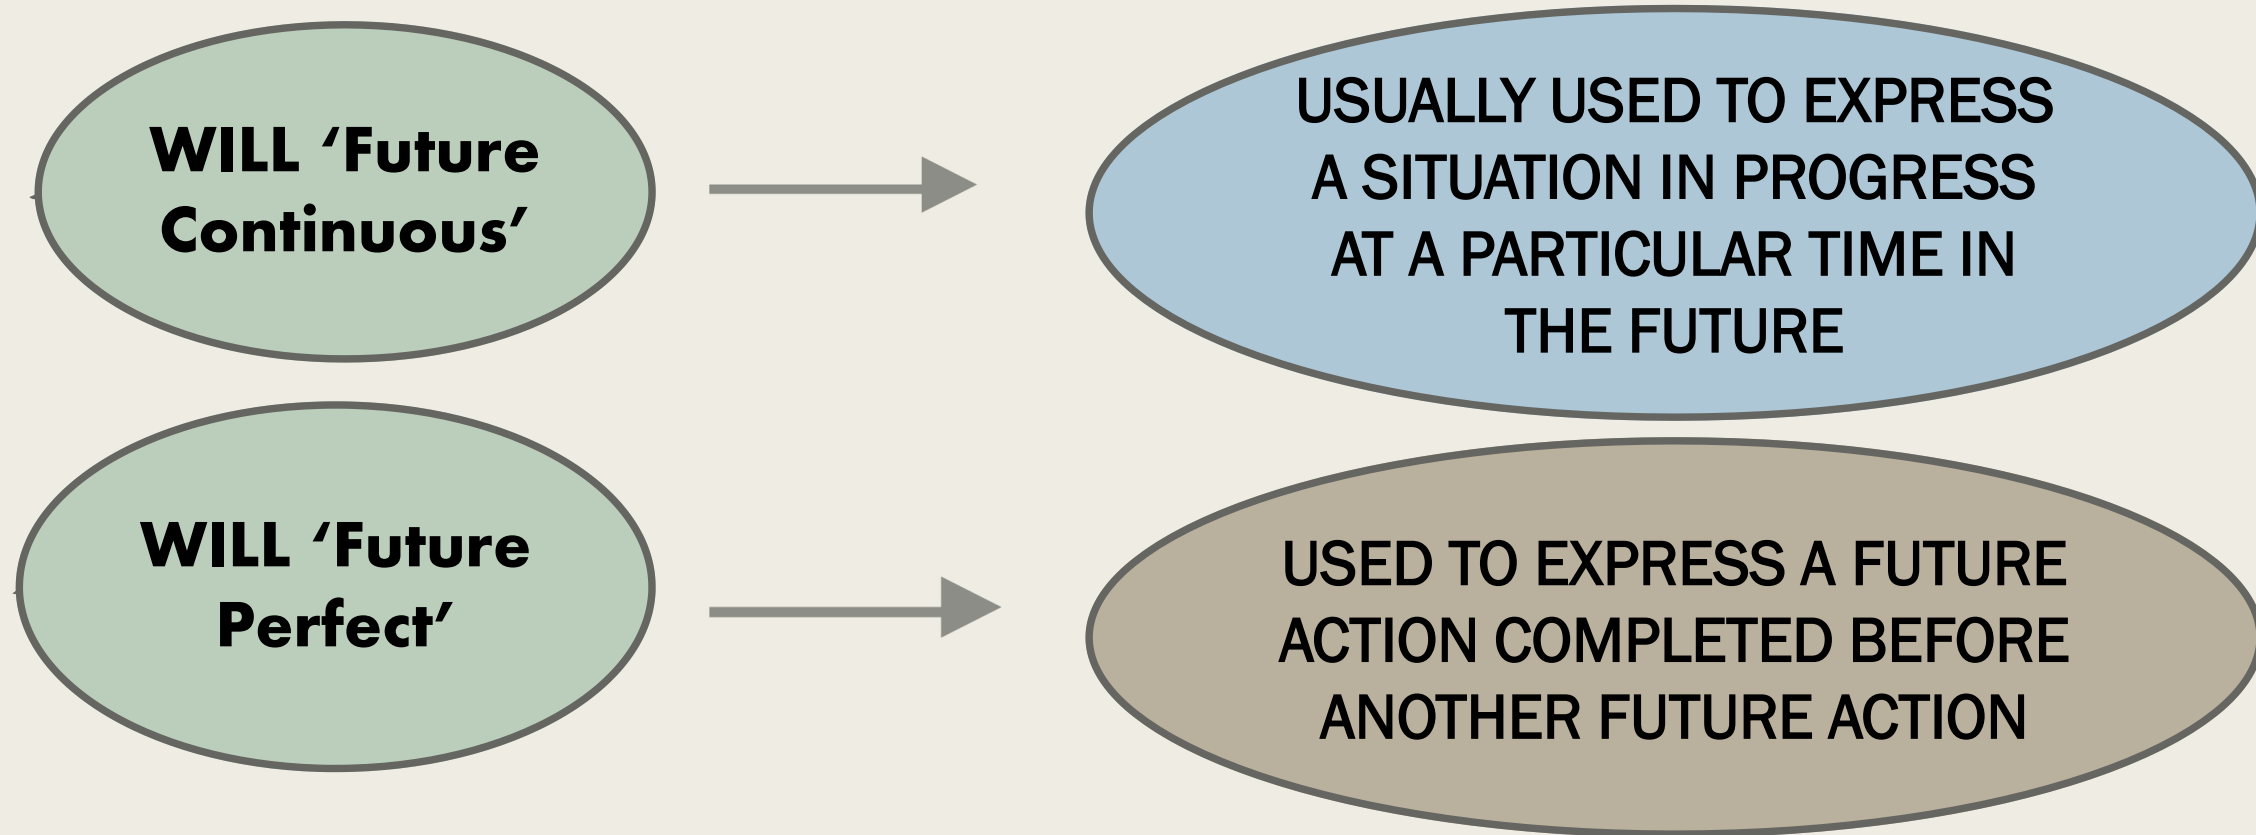 WILL ‘Future
Continuous’
USUALLY USED TO EXPRESS
A SITUATION IN PROGRESS
AT A PARTICULAR TIME IN
THE FUTURE
WILL ‘Future
Perfect’
USED TO EXPRESS A FUTURE
ACTION COMPLETED BEFORE
ANOTHER FUTURE ACTION